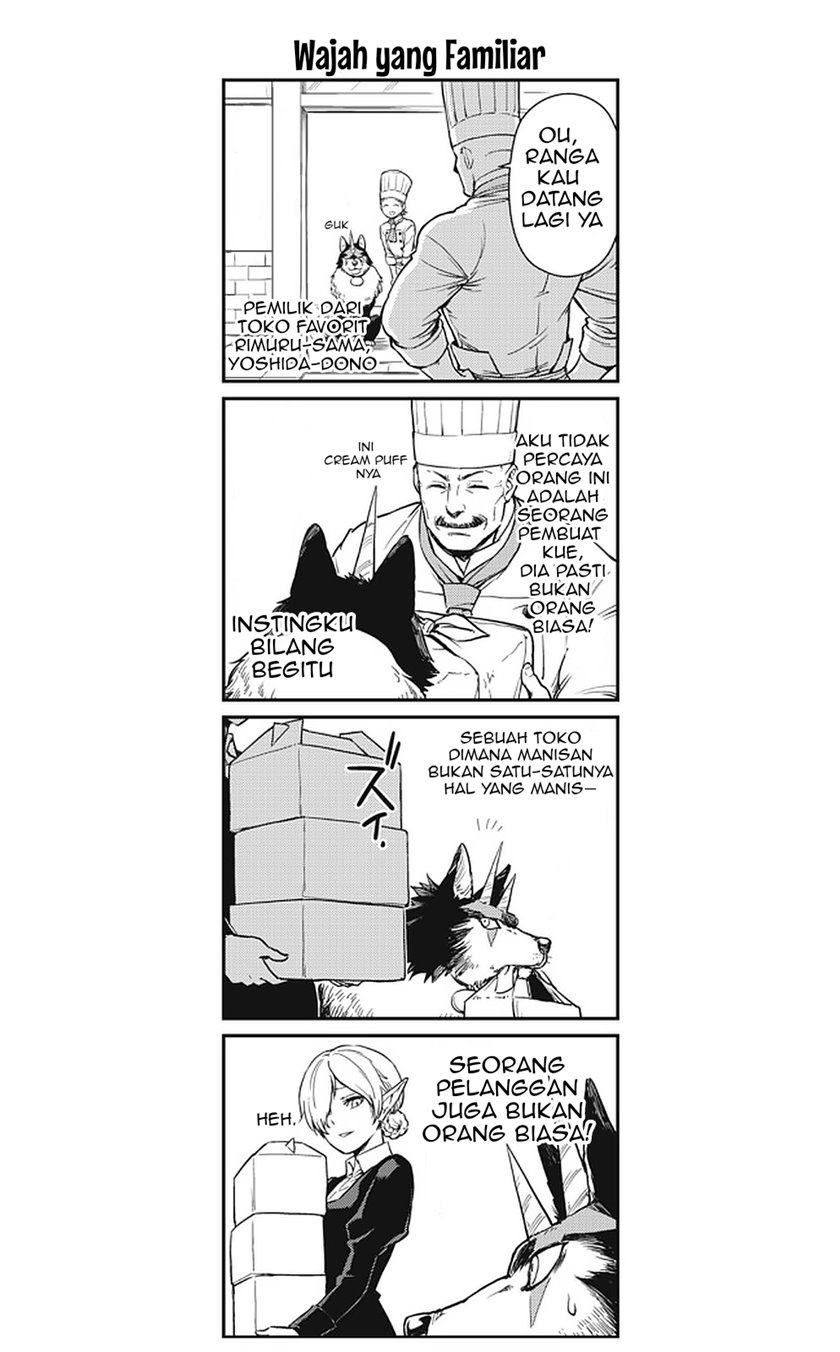 Wajah yang Familiar
OU,
RANGA
KAU
DATANG
LAGI YA
GUK
PEMILIK DARI
TOKO FAVORIT
RIMURU-SAMA,
YOSHIDA-DONO
INI
CREAM PUFF
NYA
AKU TIDAK
PERCAYA
ORANG INI
ADALAH
SEORANG
PEMBUAT
KUE,
DIA PASTI
BUKAN
ORANG
BIASA!
INSTINGKU
BILANG
BEGITU
SEBUAH TOKO
DIMANA MANISAN
BUKAN SATU-SATUNYA
HAL YANG MANIS—
ズイ.
SEORANG
PELANGGAN
JUGA BUKAN
ORANG BIASA!
HEH.